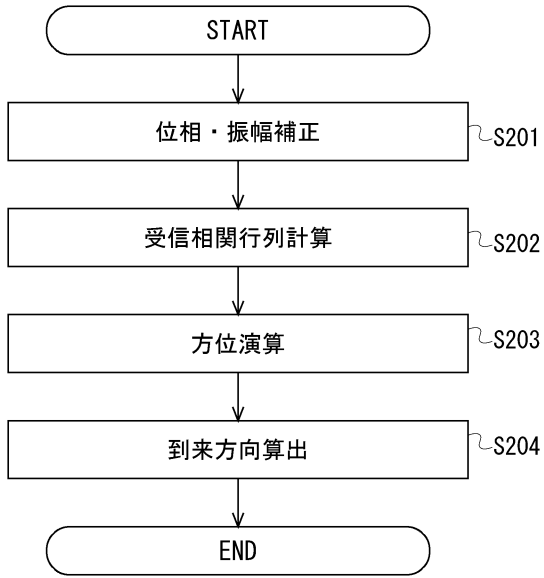 START
位相・振幅補正
S201
受信相関行列計算
S202
方位演算
S203
到来方向算出
S204
END